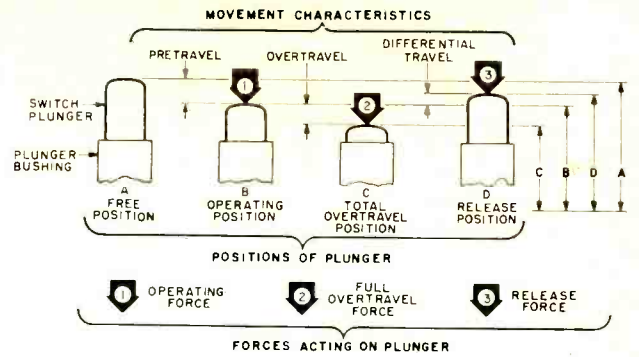 MOVEMENT CHARACTERISTICS
PRETRAVEL
OVERTRAVEL
DIFFERENTIAL
TRAVEL
1
2
3
SWITCH
PLUNGER
PLUNGER
BUSHING
C
B
D
A
A
FREE
POSITION
B
OPERATING
POSITION
C
TOTAL
OVERTRAVEL
POSITION
D
RELEASE
POSITION
POSITIONS OF PLUNGER
1 OPERATING
FORCE
2 FULL
OVERTRAVEL
FORCE
3 RELEASE
FORCE
FORCES ACTING ON PLUNGER